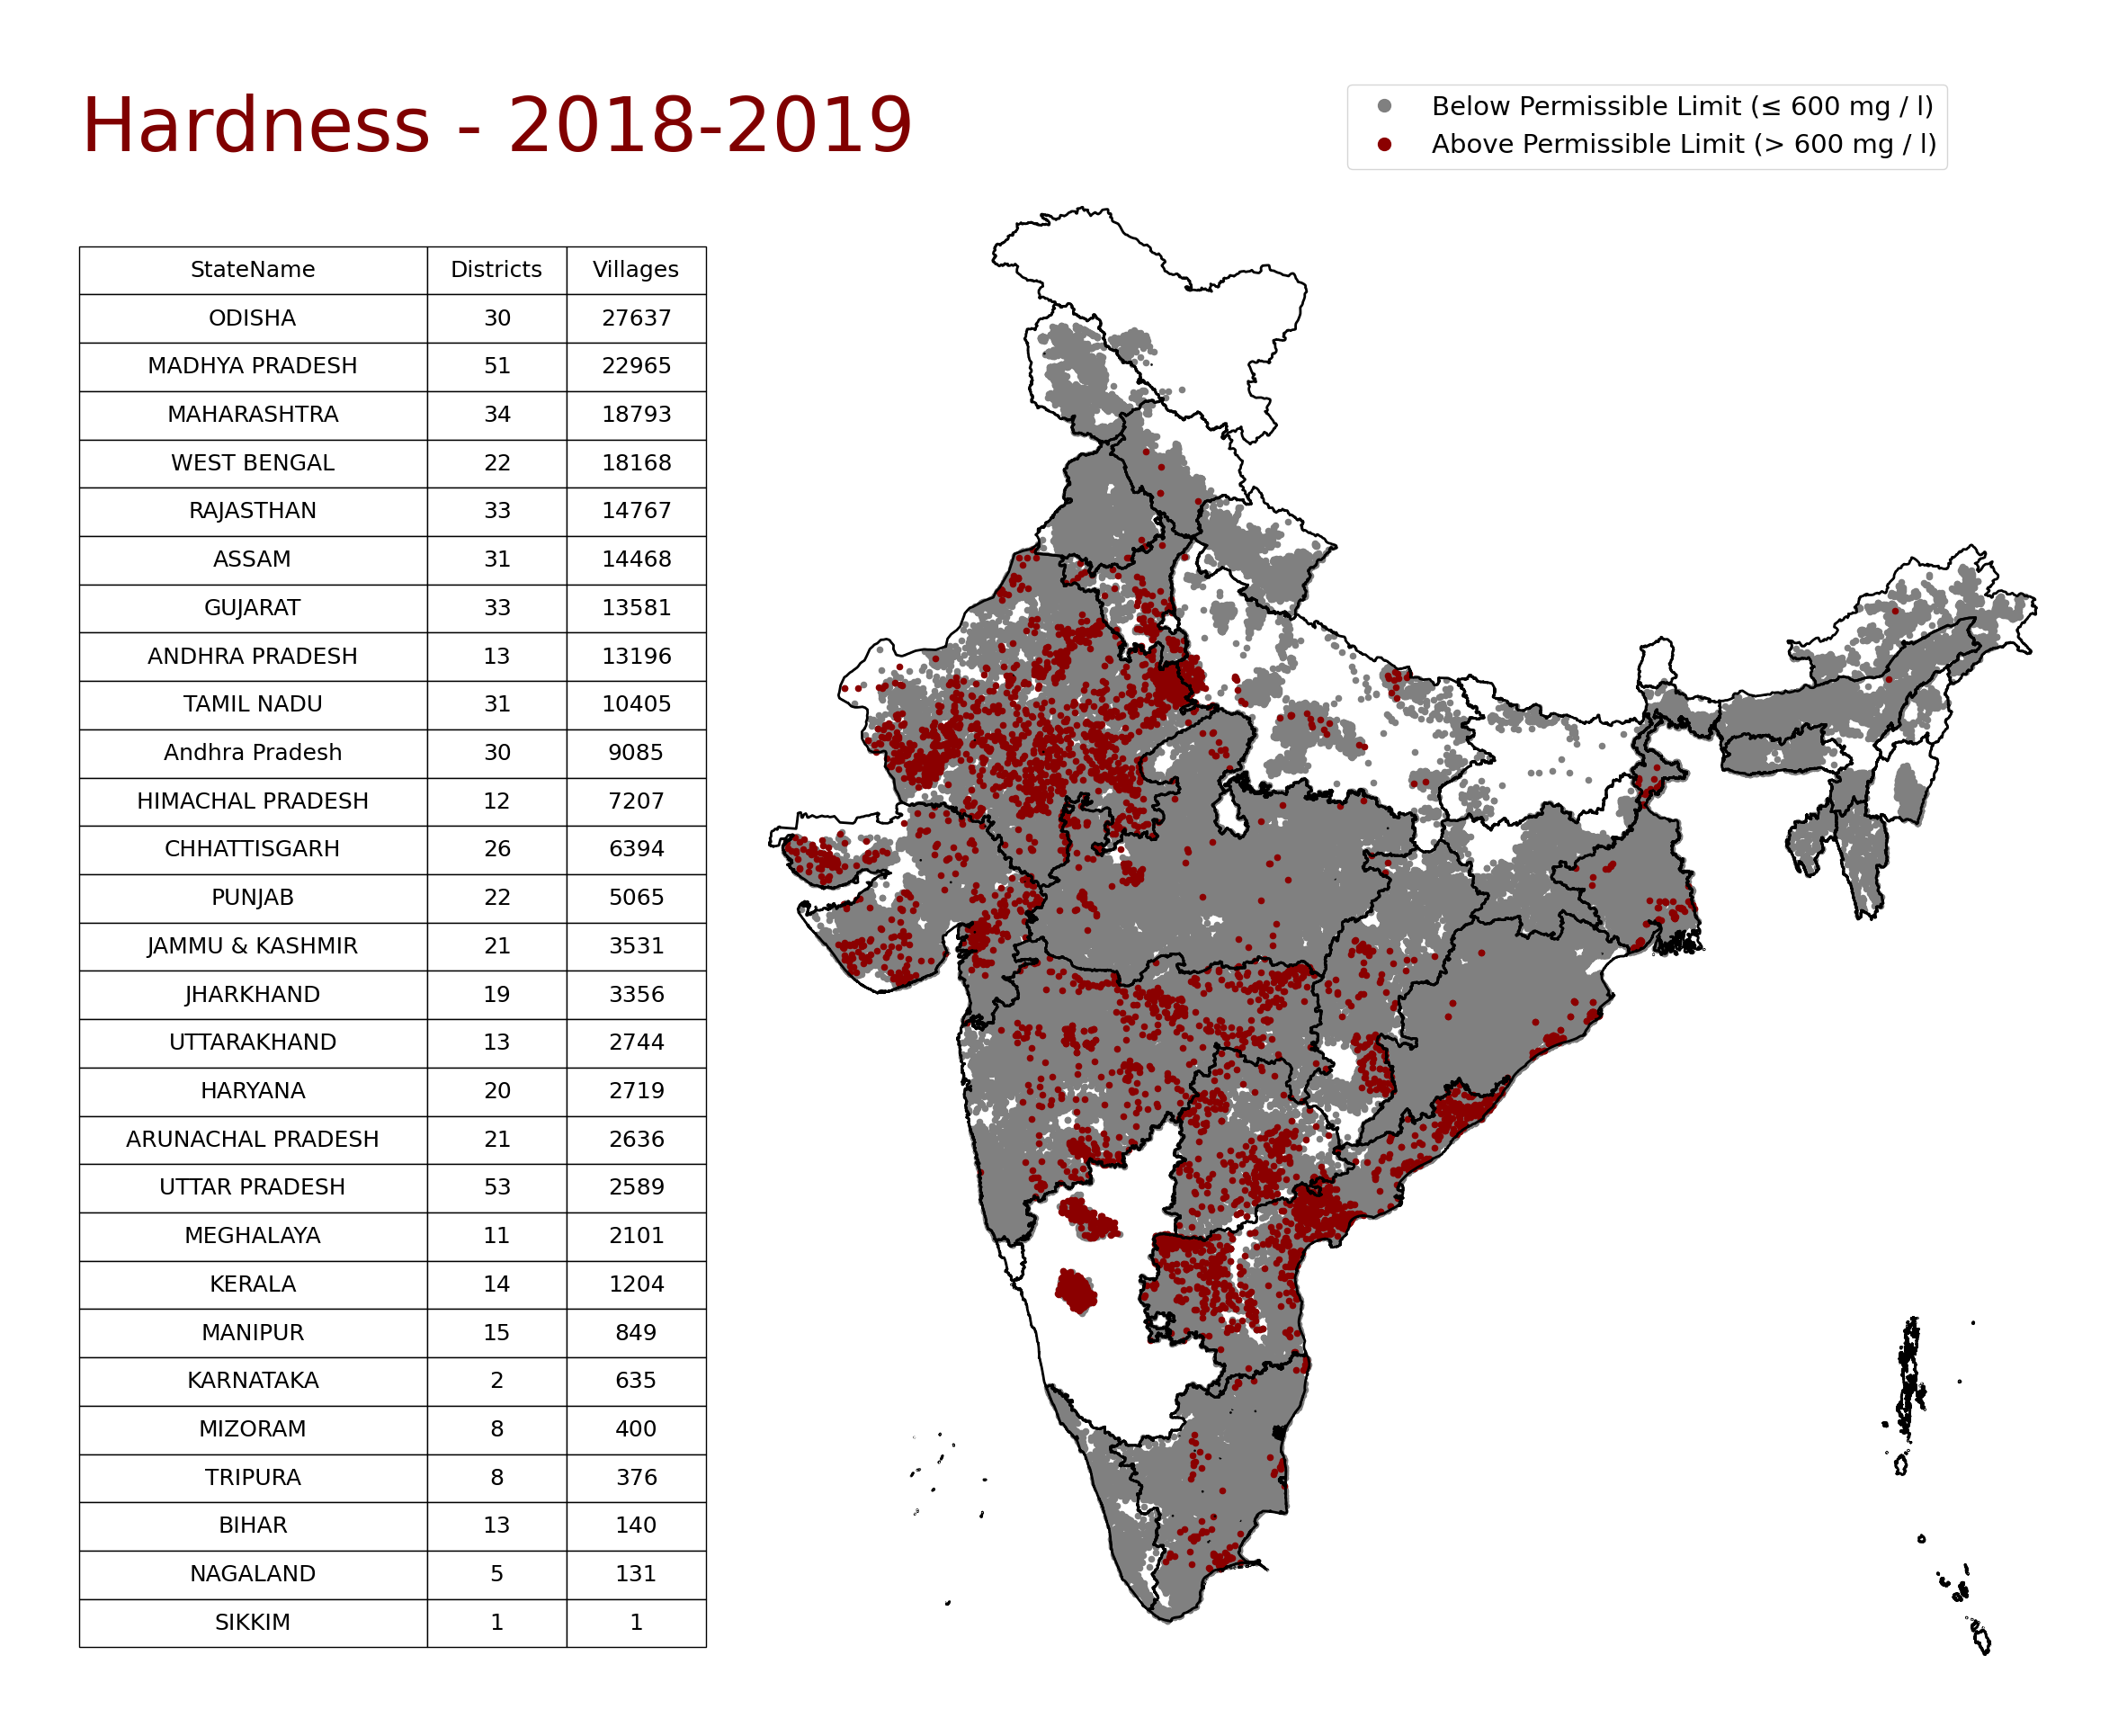 Hardness - 2018-2019
Below Permissible Limit (≤ 600 mg / l)
Above Permissible Limit (> 600 mg / l)
StateName Districts Villages
ODISHA 30 27637
MADHYA PRADESH 51 22965
MAHARASHTRA 34 18793
WEST BENGAL 22 18168
RAJASTHAN 33 14767
ASSAM 31 14468
GUJARAT 33 13581
ANDHRA PRADESH 13 13196
TAMIL NADU 31 10405
Andhra Pradesh 30 9085
HIMACHAL PRADESH 12 7207
CHHATTISGARH 26 6394
PUNJAB 22 5065
JAMMU & KASHMIR 21 3531
JHARKHAND 19 3356
UTTARAKHAND 13 2744
HARYANA 20 2719
ARUNACHAL PRADESH 21 2636
UTTAR PRADESH 53 2589
MEGHALAYA 11 2101
KERALA 14 1204
MANIPUR 15 849
KARNATAKA 2 635
MIZORAM 8 400
TRIPURA 8 376
BIHAR 13 140
NAGALAND 5 131
SIKKIM 1 1